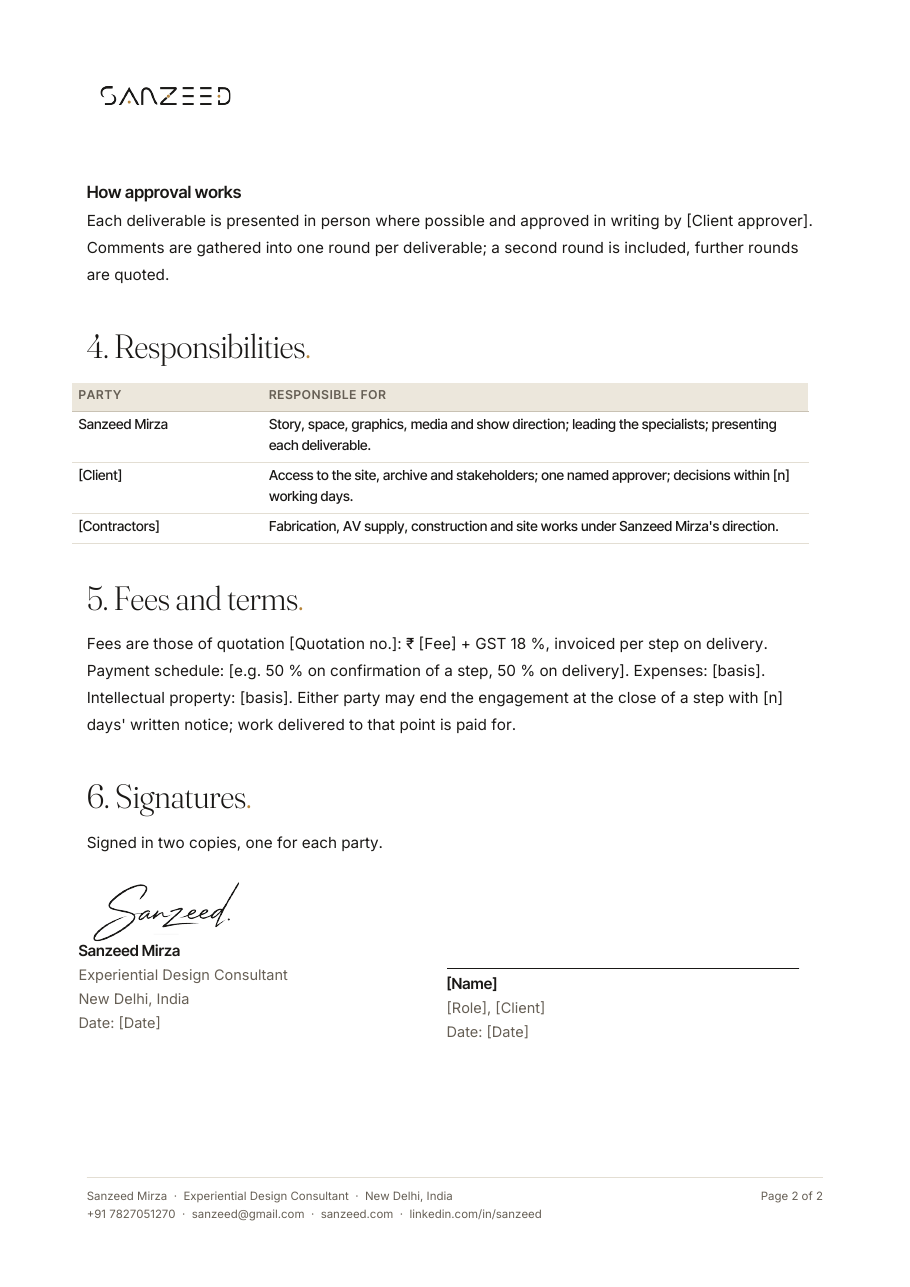 SANZEED
How approval works
Each deliverable is presented in person where possible and approved in writing by [Client approver].
Comments are gathered into one round per deliverable; a second round is included, further rounds
are quoted.
4. Responsibilities.
PARTY RESPONSIBLE FOR
Sanzeed Mirza Story, space, graphics, media and show direction; leading the specialists; presenting
each deliverable.
[Client] Access to the site, archive and stakeholders; one named approver; decisions within [n]
working days.
[Contractors] Fabrication, AV supply, construction and site works under Sanzeed Mirza's direction.
5. Fees and terms.
Fees are those of quotation [Quotation no.]: ₹ [Fee] + GST 18 %, invoiced per step on delivery.
Payment schedule: [e.g. 50 % on confirmation of a step, 50 % on delivery]. Expenses: [basis].
Intellectual property: [basis]. Either party may end the engagement at the close of a step with [n]
days' written notice; work delivered to that point is paid for.
6. Signatures.
Signed in two copies, one for each party.
Sanzeed.
Sanzeed Mirza
Experiential Design Consultant
New Delhi, India
Date: [Date]
[Name]
[Role], [Client]
Date: [Date]
Sanzeed Mirza · Experiential Design Consultant · New Delhi, India Page 2 of 2
+91 7827051270 · sanzeed@gmail.com · sanzeed.com · linkedin.com/in/sanzeed